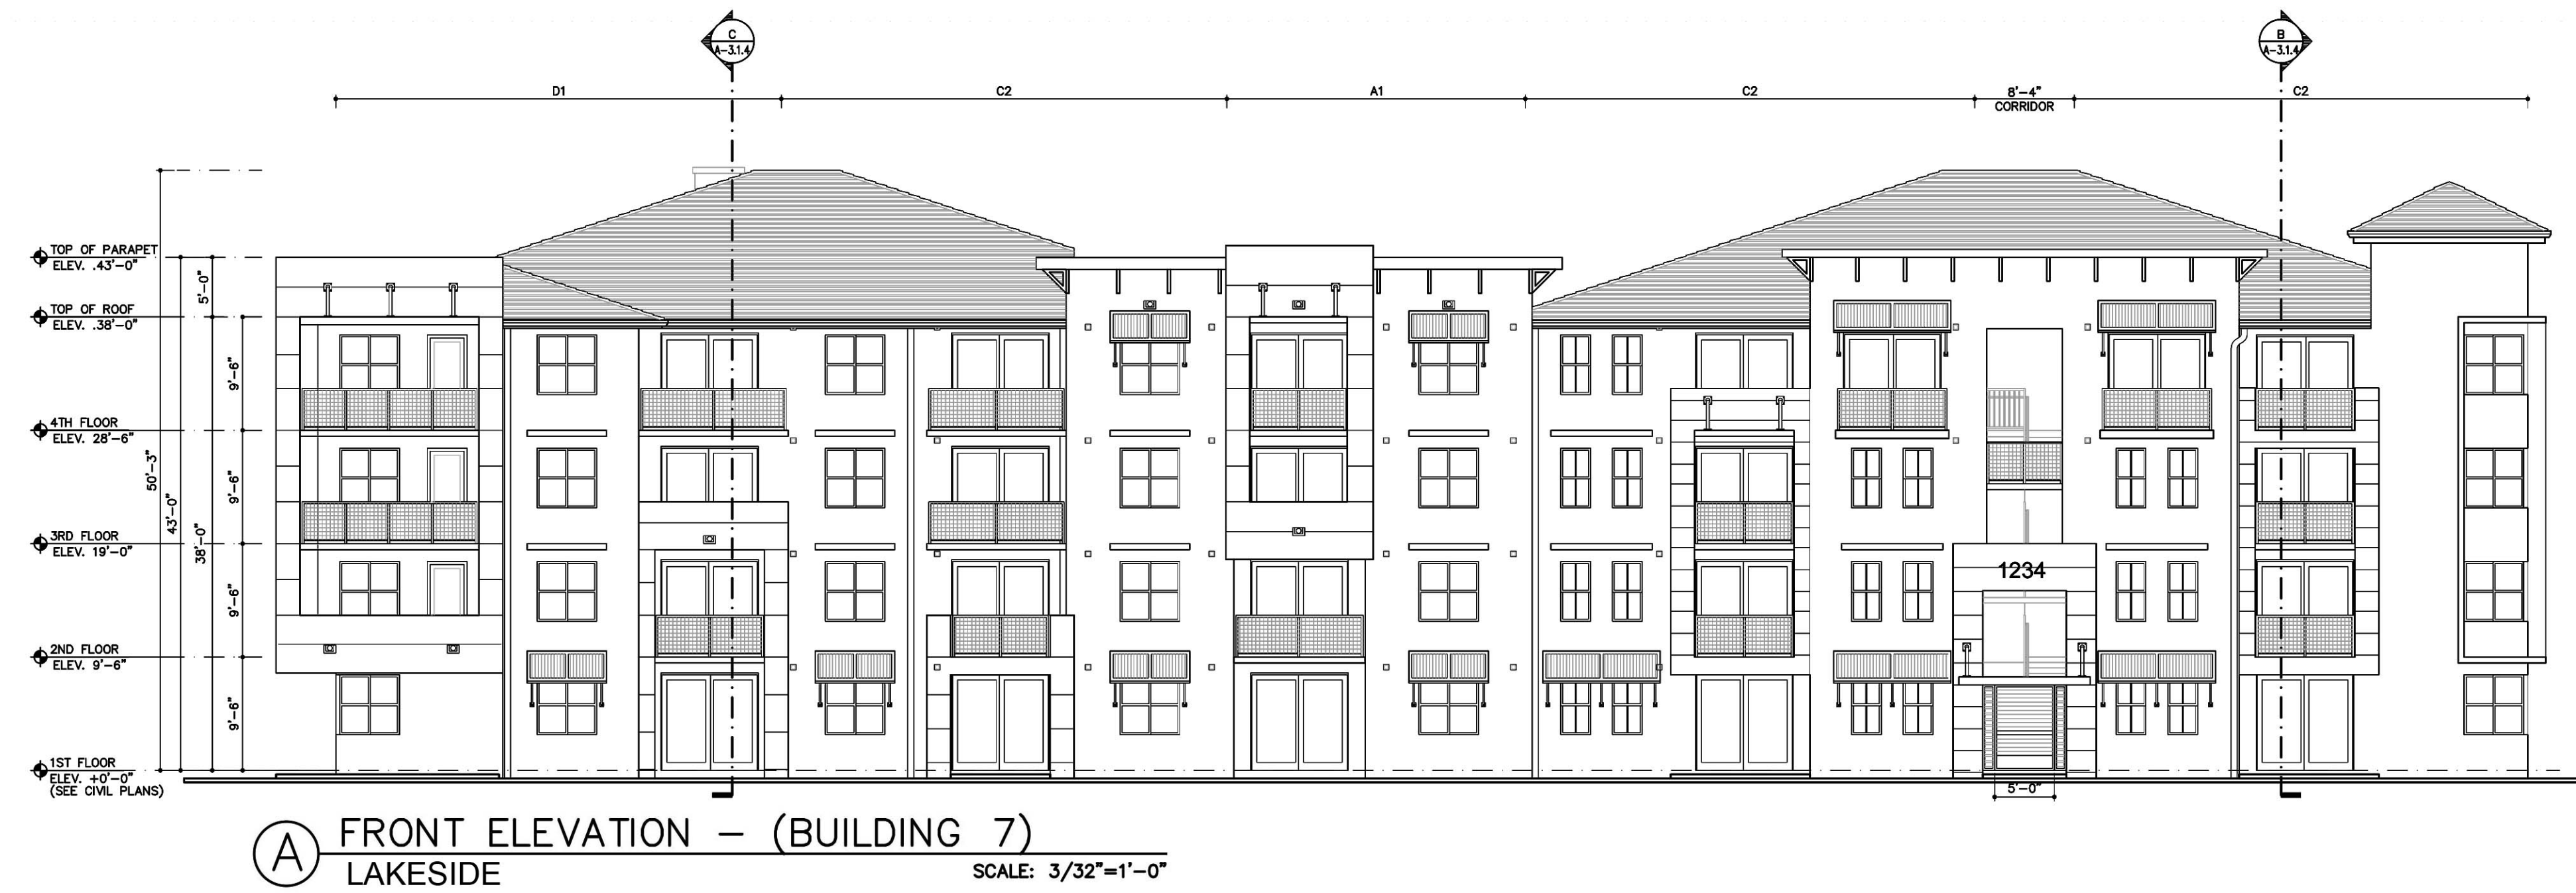 C
A-3.1.4
B
A-3.1.4
D1
C2
A1
C2
8'-4"
CORRIDOR
C2
TOP OF PARAPET
ELEV. .43'-0"
5'-0"
TOP OF ROOF
ELEV. .38'-0"
9'-6"
4TH FLOOR
ELEV. 28'-6"
50'-3"
43'-0"
38'-0"
9'-6"
3RD FLOOR
ELEV. 19'-0"
1234
9'-6"
2ND FLOOR
ELEV. 9'-6"
9'-6"
1ST FLOOR
ELEV. +0'-0"
(SEE CIVIL PLANS)
5'-0"
A
FRONT ELEVATION - (BUILDING 7)
LAKESIDE
SCALE: 3/32"=1'-0"